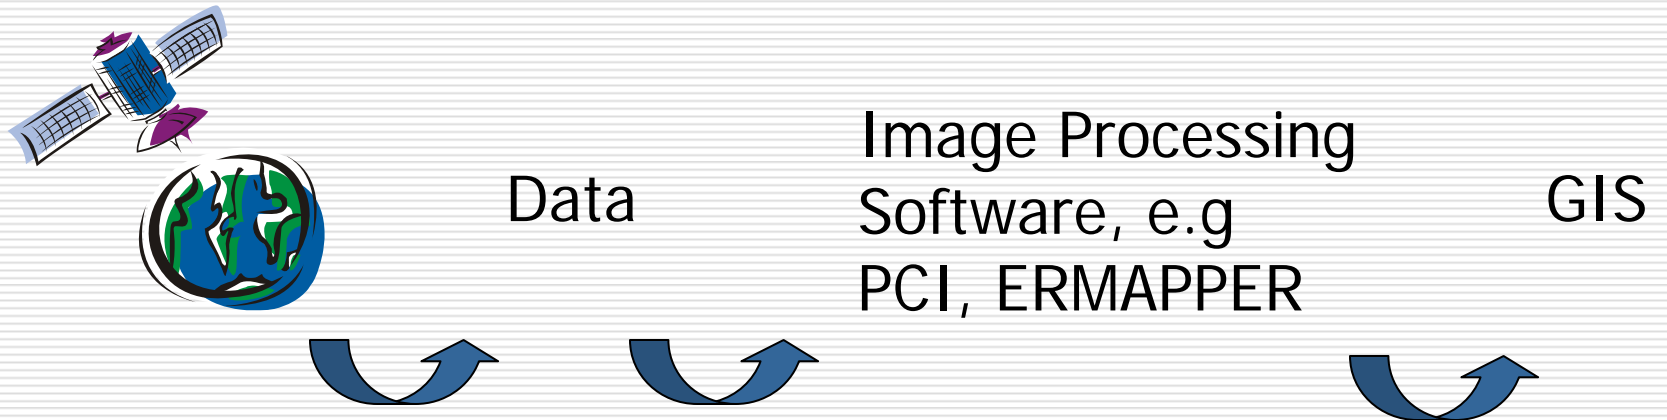 Data
Image Processing
Software, e.g
PCI, ERMAPPER
GIS